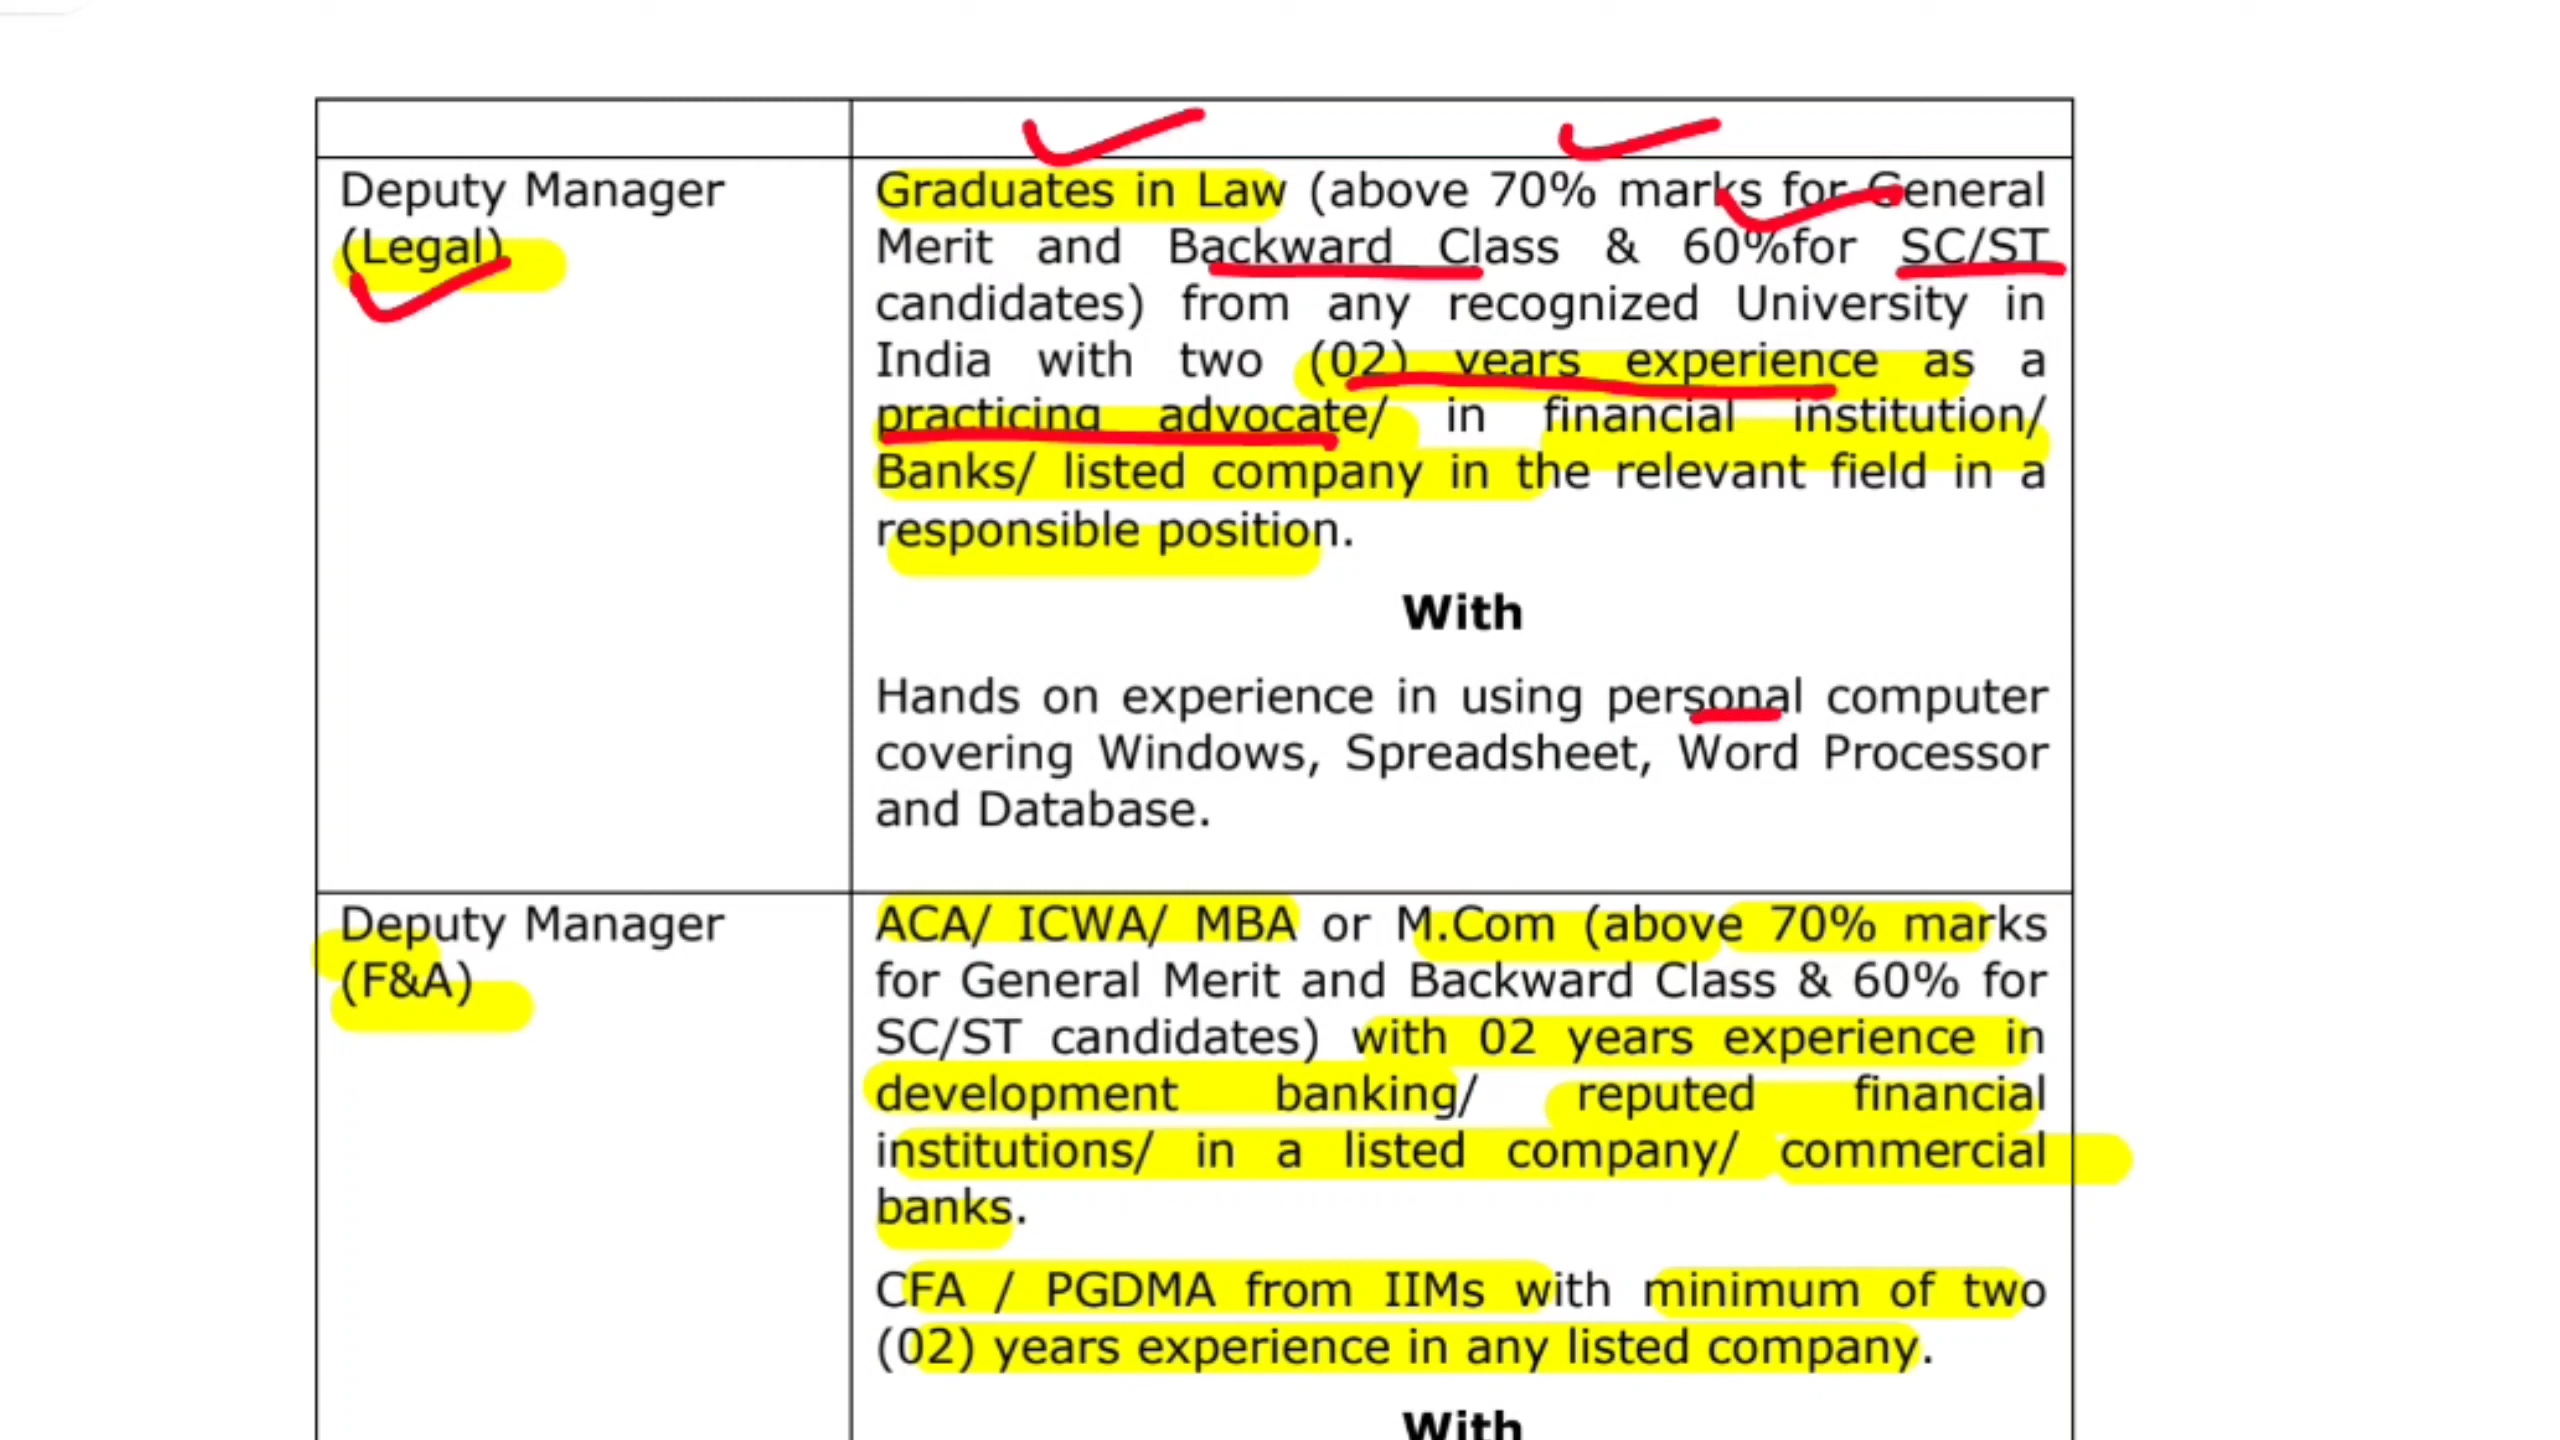 Deputy Manager
(Legal)
Graduates in Law (above 70% marks for General
Merit and Backward Class & 60%for SC/ST
candidates) from any recognized University in
India with two (02) years experience as a
practicing advocate/ in financial institution/
Banks/ listed company in the relevant field in a
responsible position.
With
Hands on experience in using personal computer
covering Windows, Spreadsheet, Word Processor
and Database.
Deputy Manager
(F&A)
ACA/ ICWA/ MBA or M.Com (above 70% marks
for General Merit and Backward Class & 60% for
SC/ST candidates) with 02 years experience in
development banking/ reputed financial
institutions/ in a listed company/ commercial
banks.
CFA / PGDMA from IIMs with minimum of two
(02) years experience in any listed company.
With